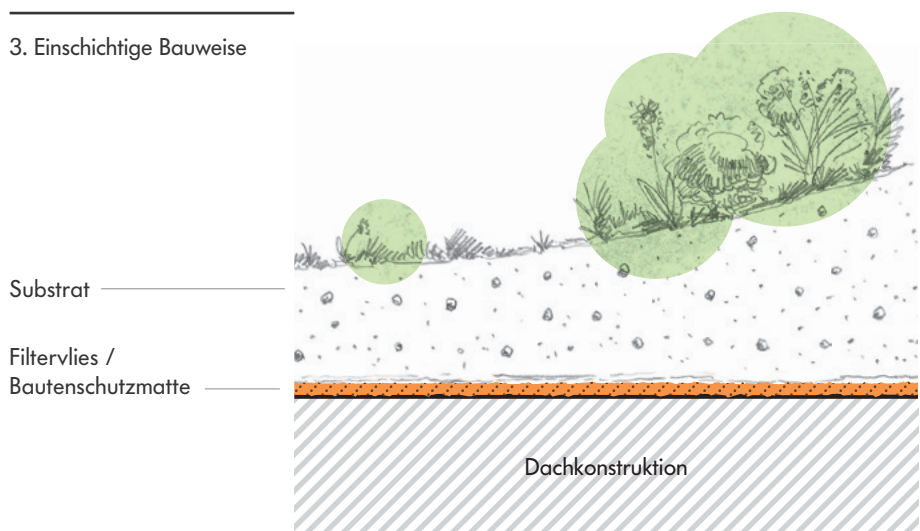 3. Einschichtige Bauweise
Substrat
Filtervlies /
Bautenschutzmatte
Dachkonstruktion